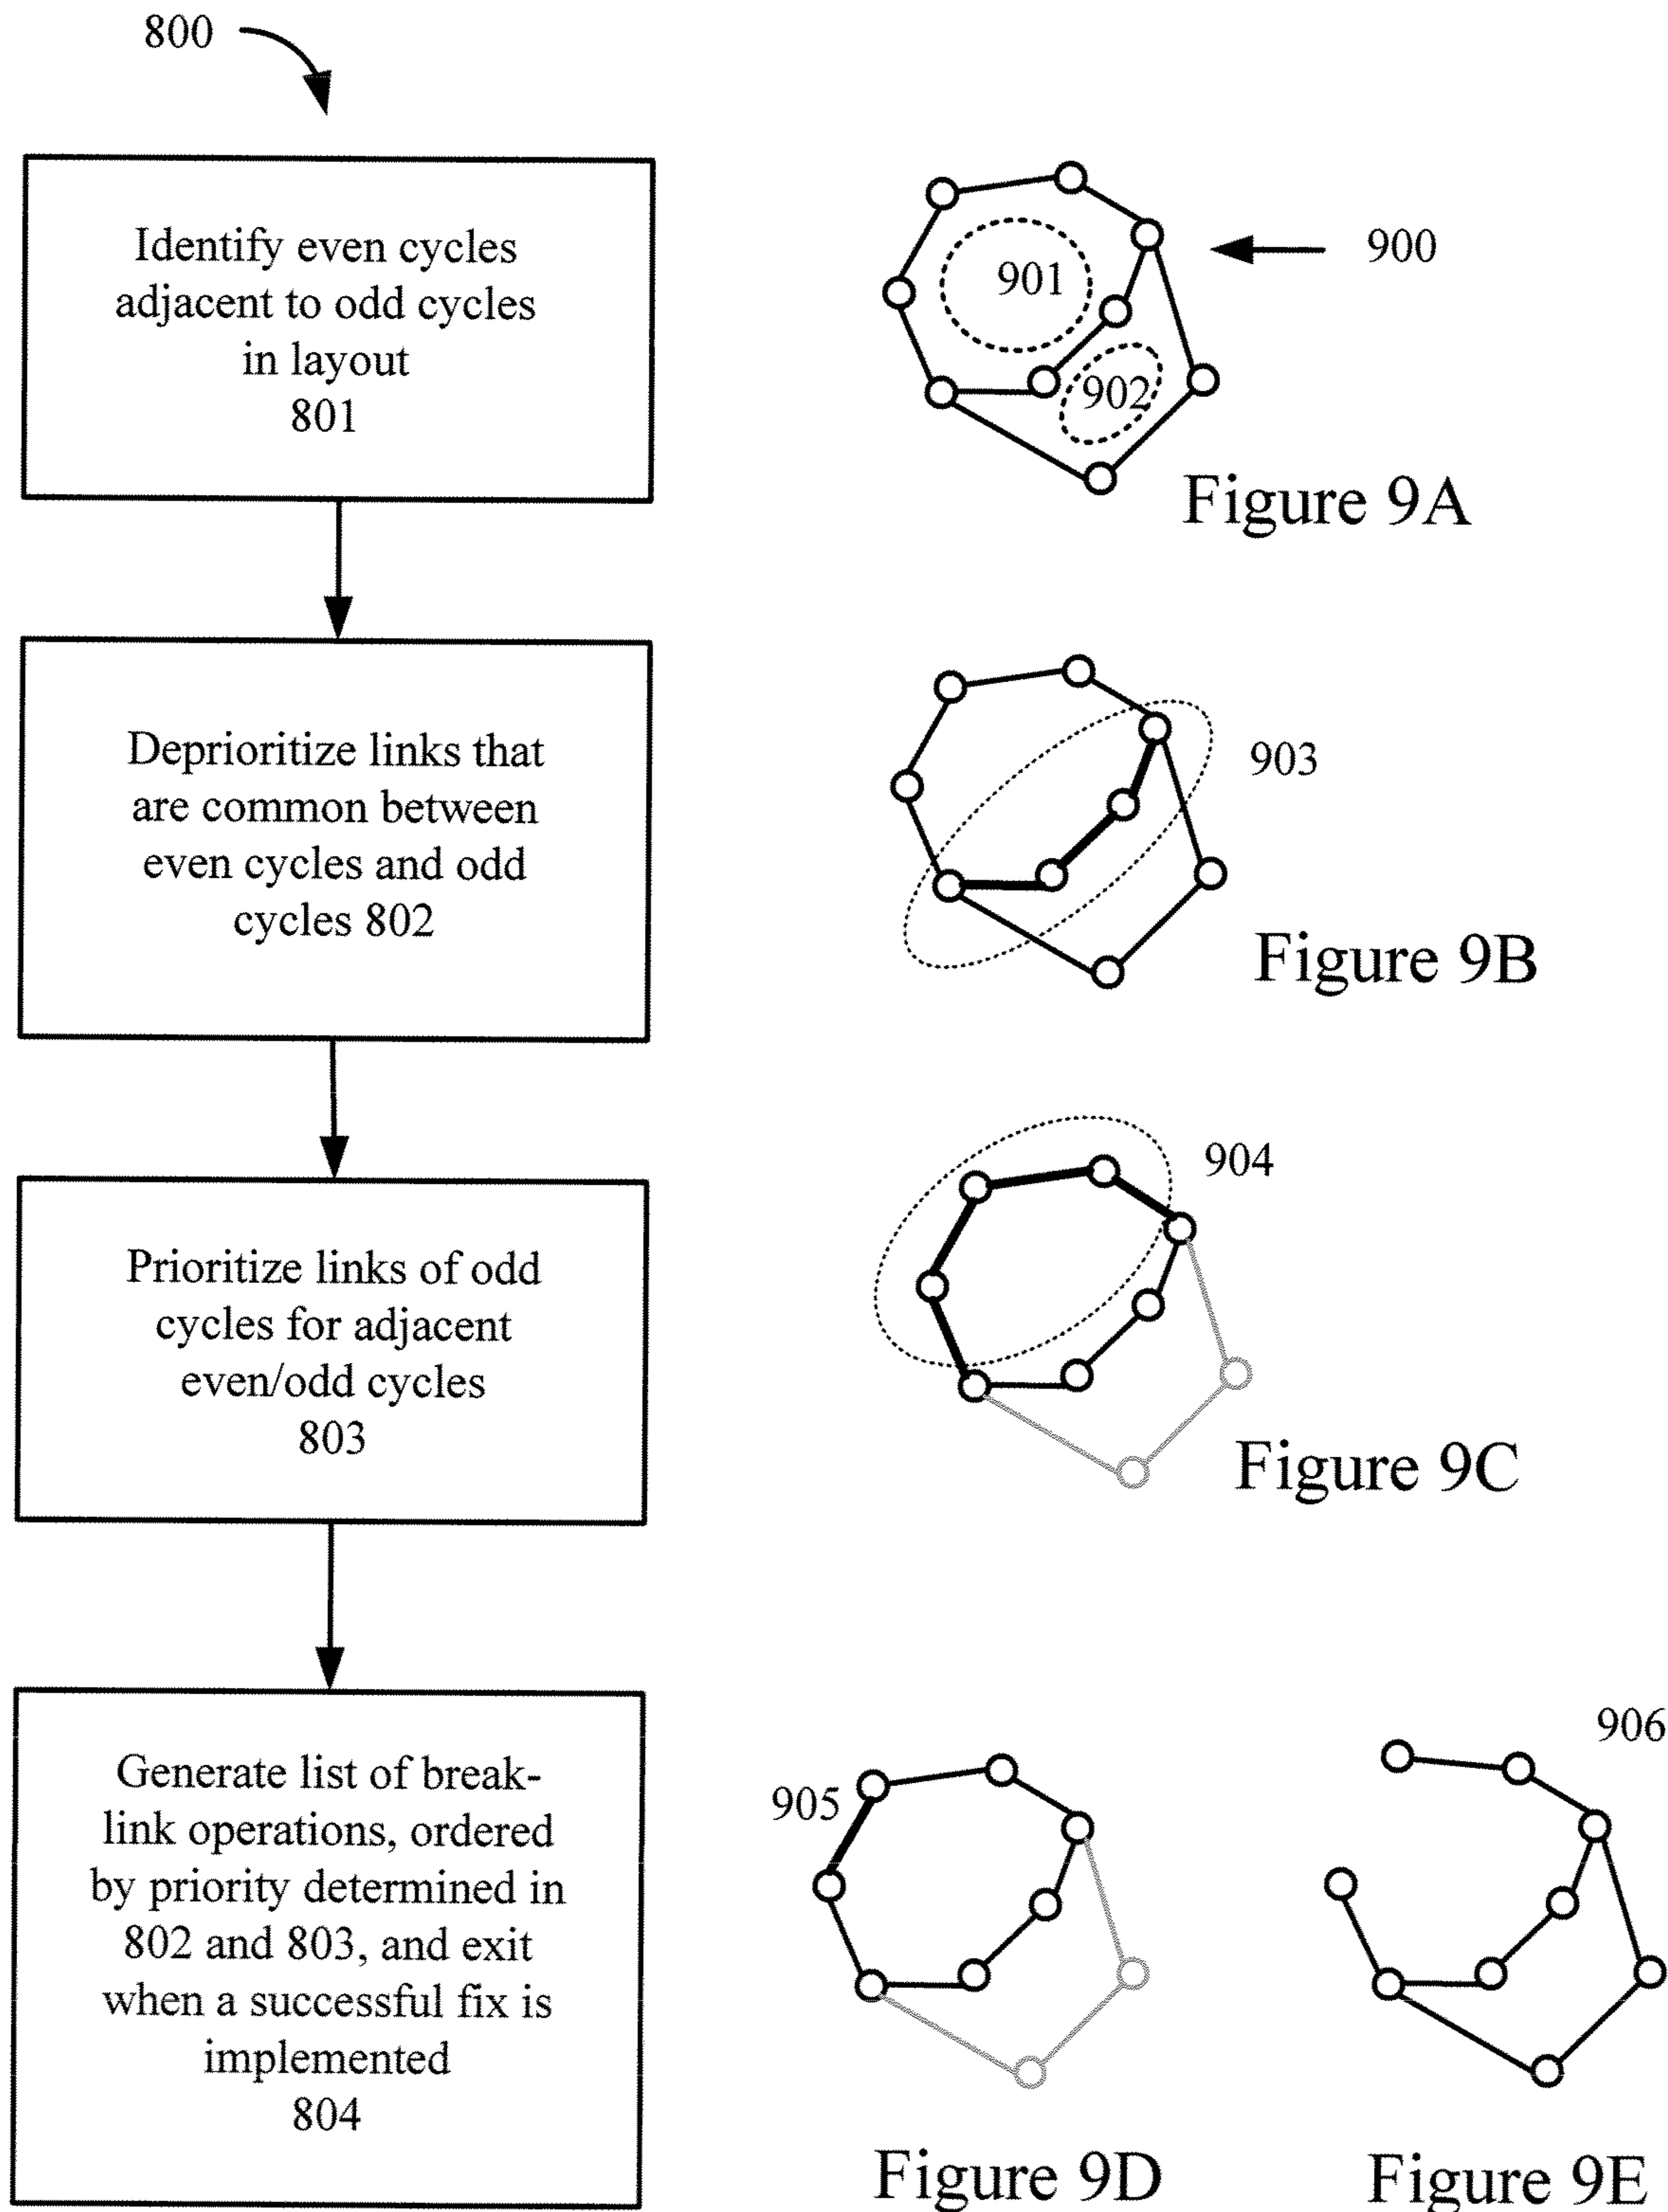 800
Identify even cycles
adjacent to odd cycles
in layout
801
901
902
900
Figure 9A
Deprioritize links that
are common between
even cycles and odd
cycles 802
903
Figure 9B
Prioritize links of odd
cycles for adjacent
even/odd cycles
803
904
Figure 9C
Generate list of break-
link operations, ordered
by priority determined in
802 and 803, and exit
when a successful fix is
implemented
804
905
Figure 9D
906
Figure 9E